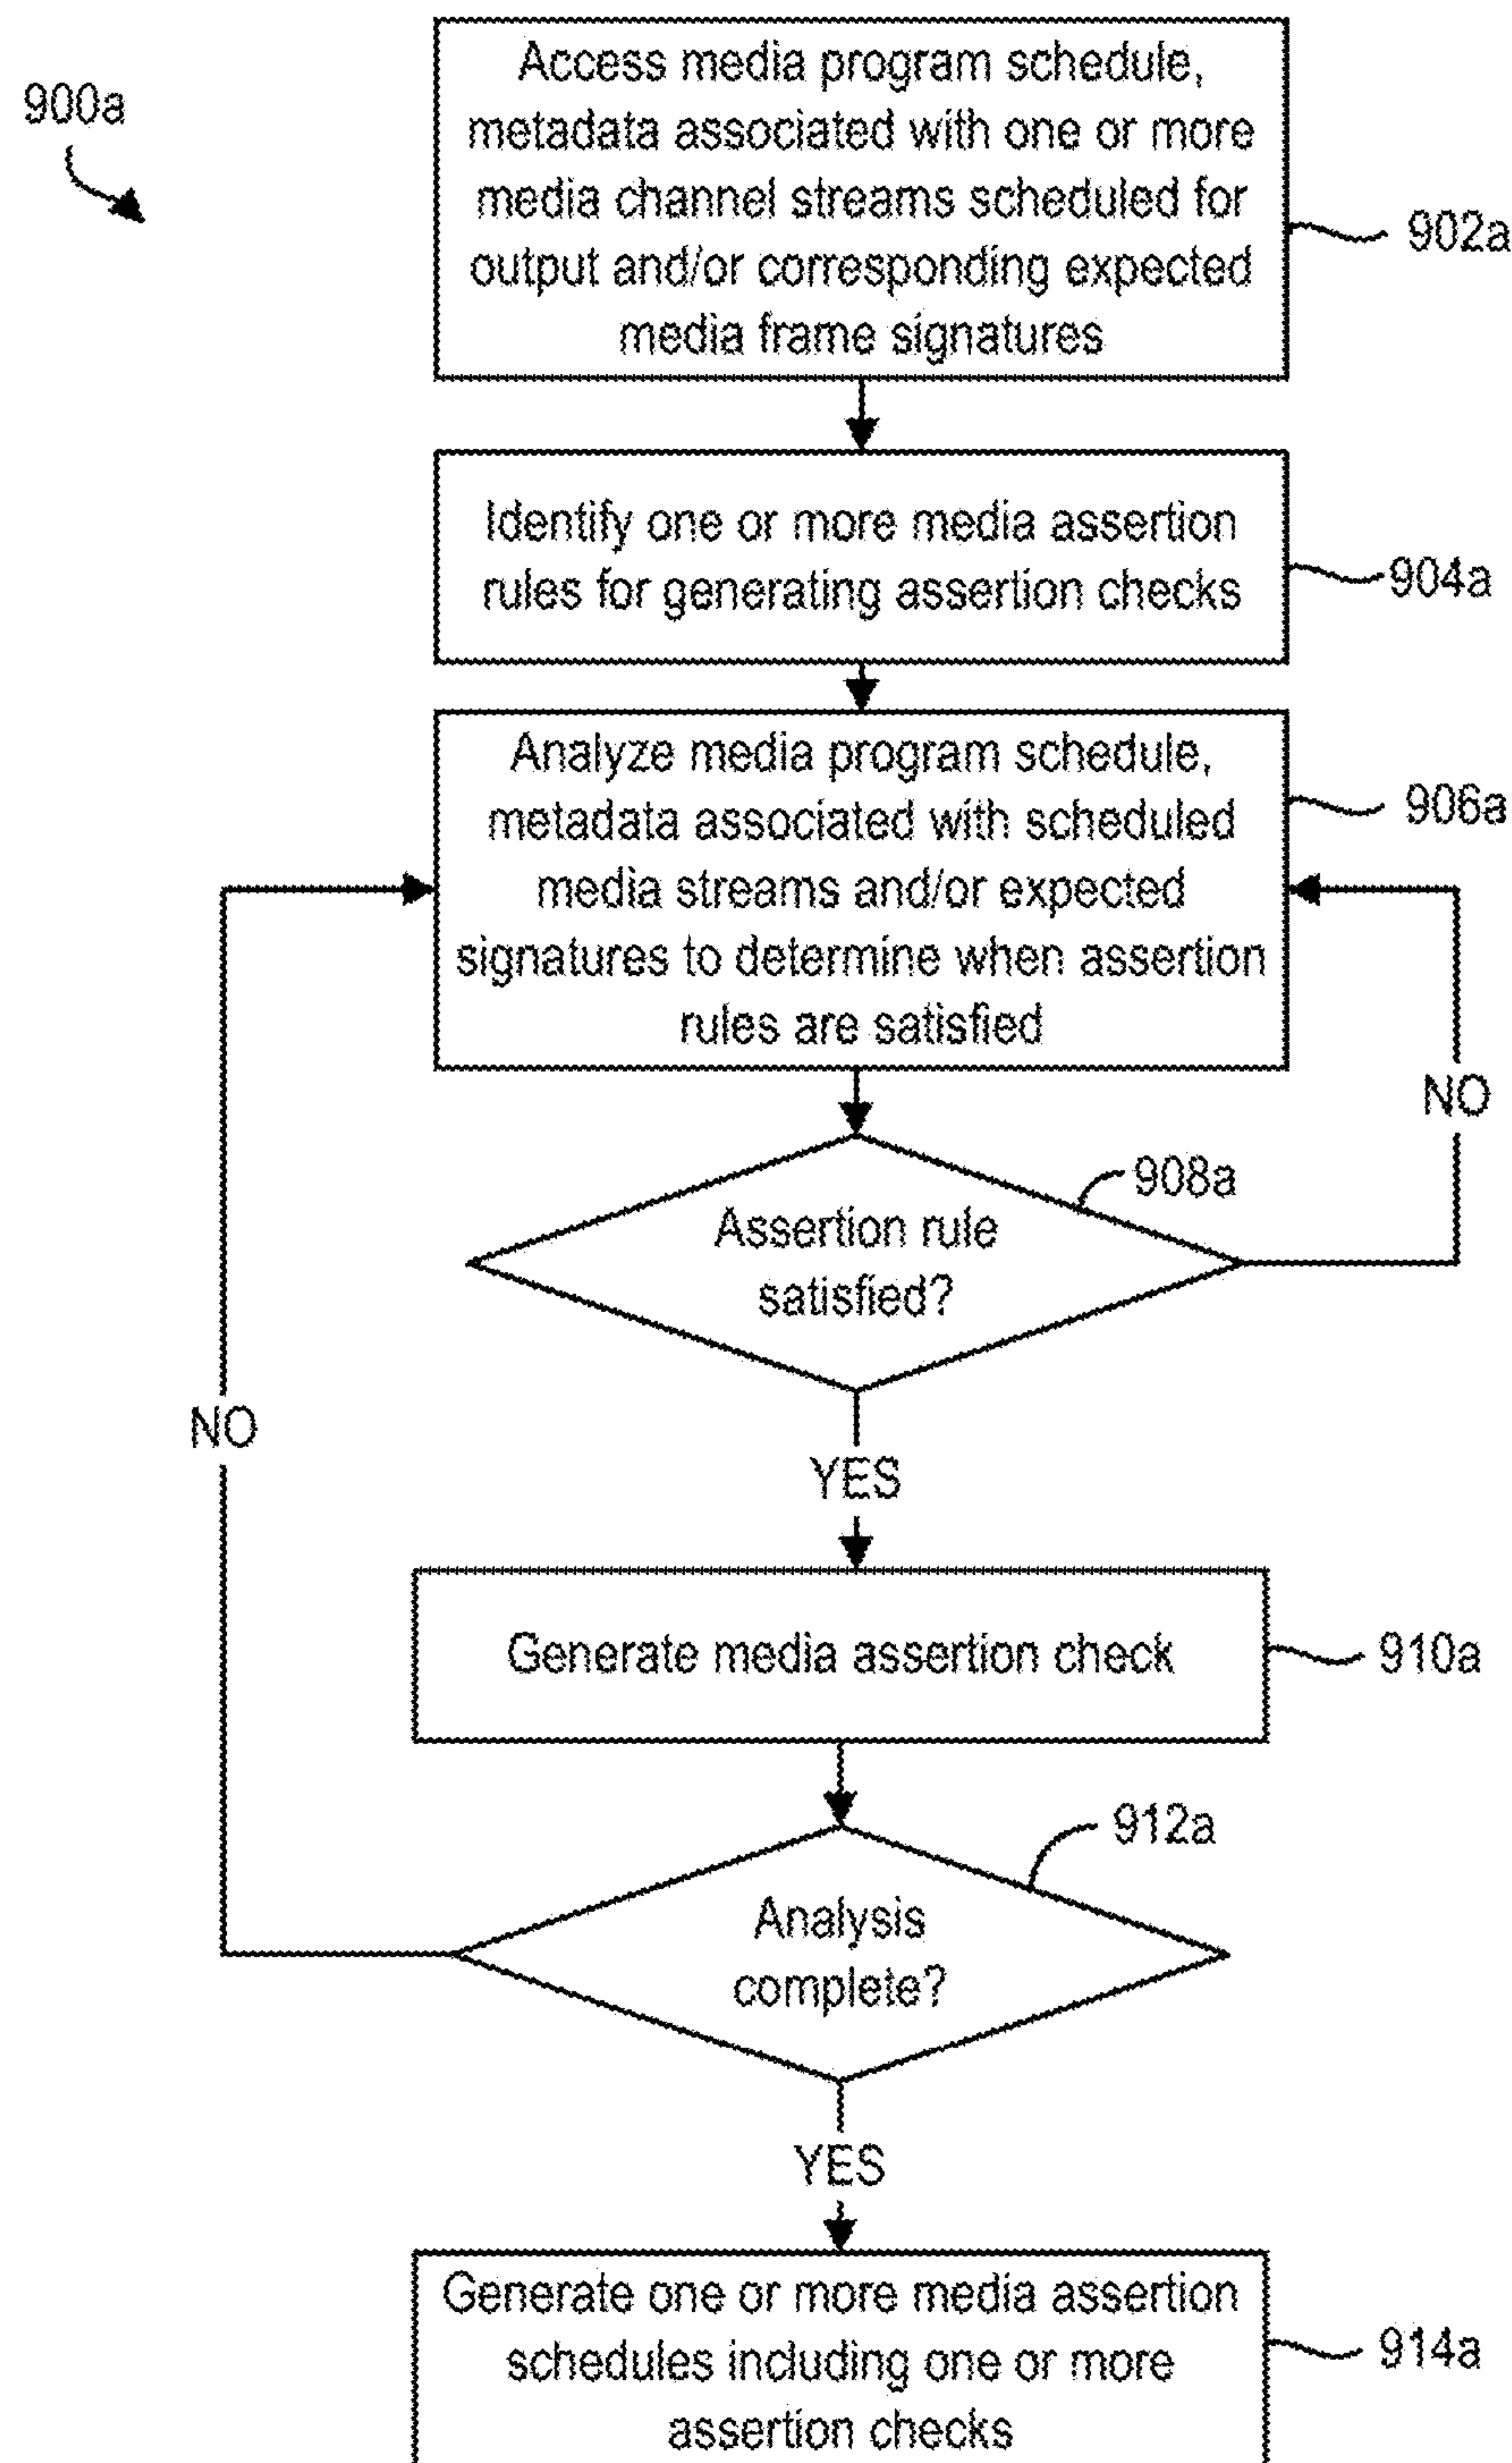 900a
Access media program schedule,
metadata associated with one or more
media channel streams scheduled for
output and/or corresponding expected
media frame signatures
902a
Identify one or more media assertion
rules for generating assertion checks
904a
Analyze media program schedule,
metadata associated with scheduled
media streams and/or expected
signatures to determine when assertion
rules are satisfied
906a
NO
908a
Assertion rule
satisfied?
NO
YES
Generate media assertion check
910a
912a
Analysis
complete?
YES
Generate one or more media assertion
schedules including one or more
assertion checks
914a